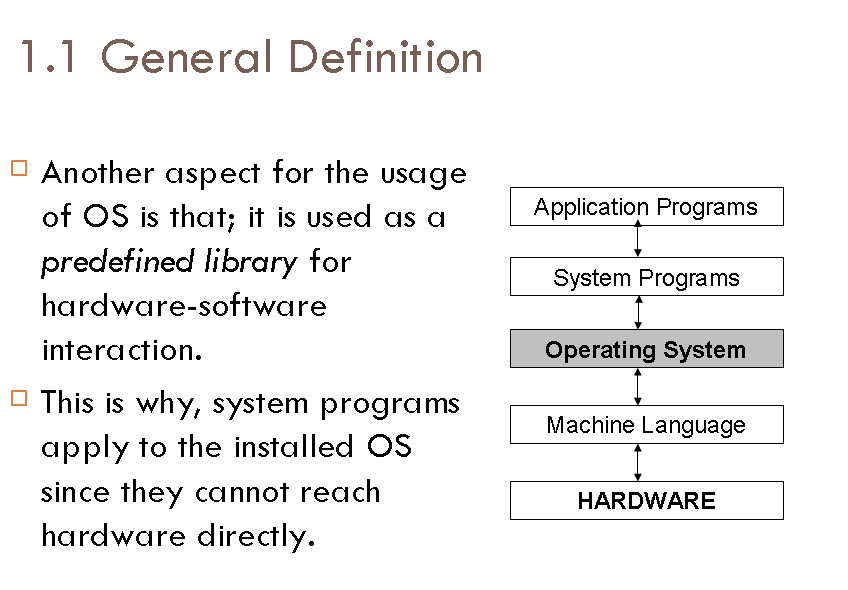 1.1 General Definition
Another aspect for the usage
of OS is that; it is used as a
predefined library for
hardware-software
interaction.
This is why, system programs
apply to the installed OS
since they cannot reach
hardware directly.
Application Programs
System Programs
Operating System
Machine Language
HARDWARE